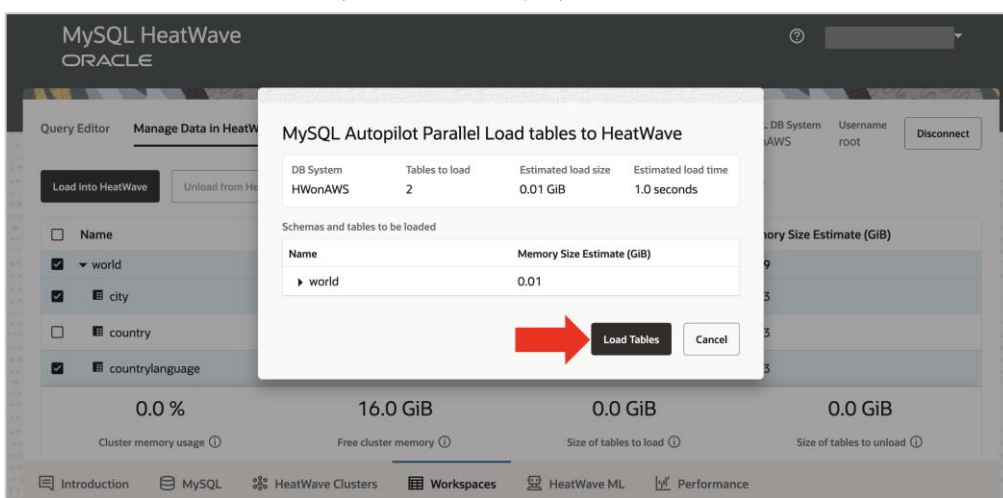 MySQL HeatWave
ORACLE
Query Editor Manage Data in HeatW
DB System Username
AWS root
Disconnect
Load into HeatWave Unload from He
MySQL Autopilot Parallel Load tables to HeatWave
DB System Tables to load Estimated load size Estimated load time
HWonAWS 2 0.01 GiB 1.0 seconds
Schemas and tables to be loaded
Name Memory Size Estimate (GiB)
world 0.01
Load Tables Cancel
Name ory Size Estimate (GiB)
world 9
city 3
country 3
countrylanguage 3
0.0 % 16.0 GiB 0.0 GiB 0.0 GiB
Cluster memory usage Free cluster memory Size of tables to load Size of tables to unload
Introduction MySQL HeatWave Clusters Workspaces HeatWave ML Performance